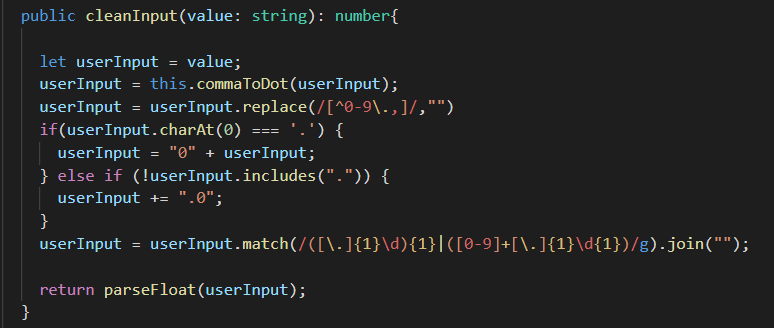 public cleanInput(value: string): number{
let userInput = value;
userInput = this.commaToDot(userInput);
userInput = userInput.replace(/[^0-9\.,]/,"")
if(userInput.charAt(0) === '.') {
userInput = "0" + userInput;
} else if (!userInput.includes(".")) {
userInput += ".0";
}
userInput = userInput.match(/([\.]{1}\d){1}|([0-9]+[\.]{1}\d{1})/g).join("");
return parseFloat(userInput);
}